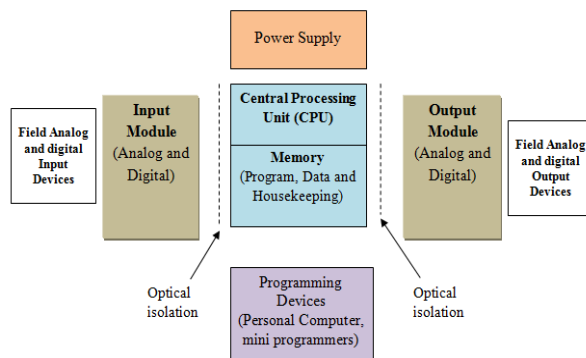 Power Supply
Field Analog
and digital
Input
Devices
Input
Module
(Analog and
Digital)
Central Processing
Unit (CPU)
Memory
(Program, Data and
Housekeeping)
Output
Module
(Analog and
Digital)
Field Analog
and digital
Output
Devices
Optical
isolation
Programming
Devices
(Personal Computer,
mini programmers)
Optical
isolation